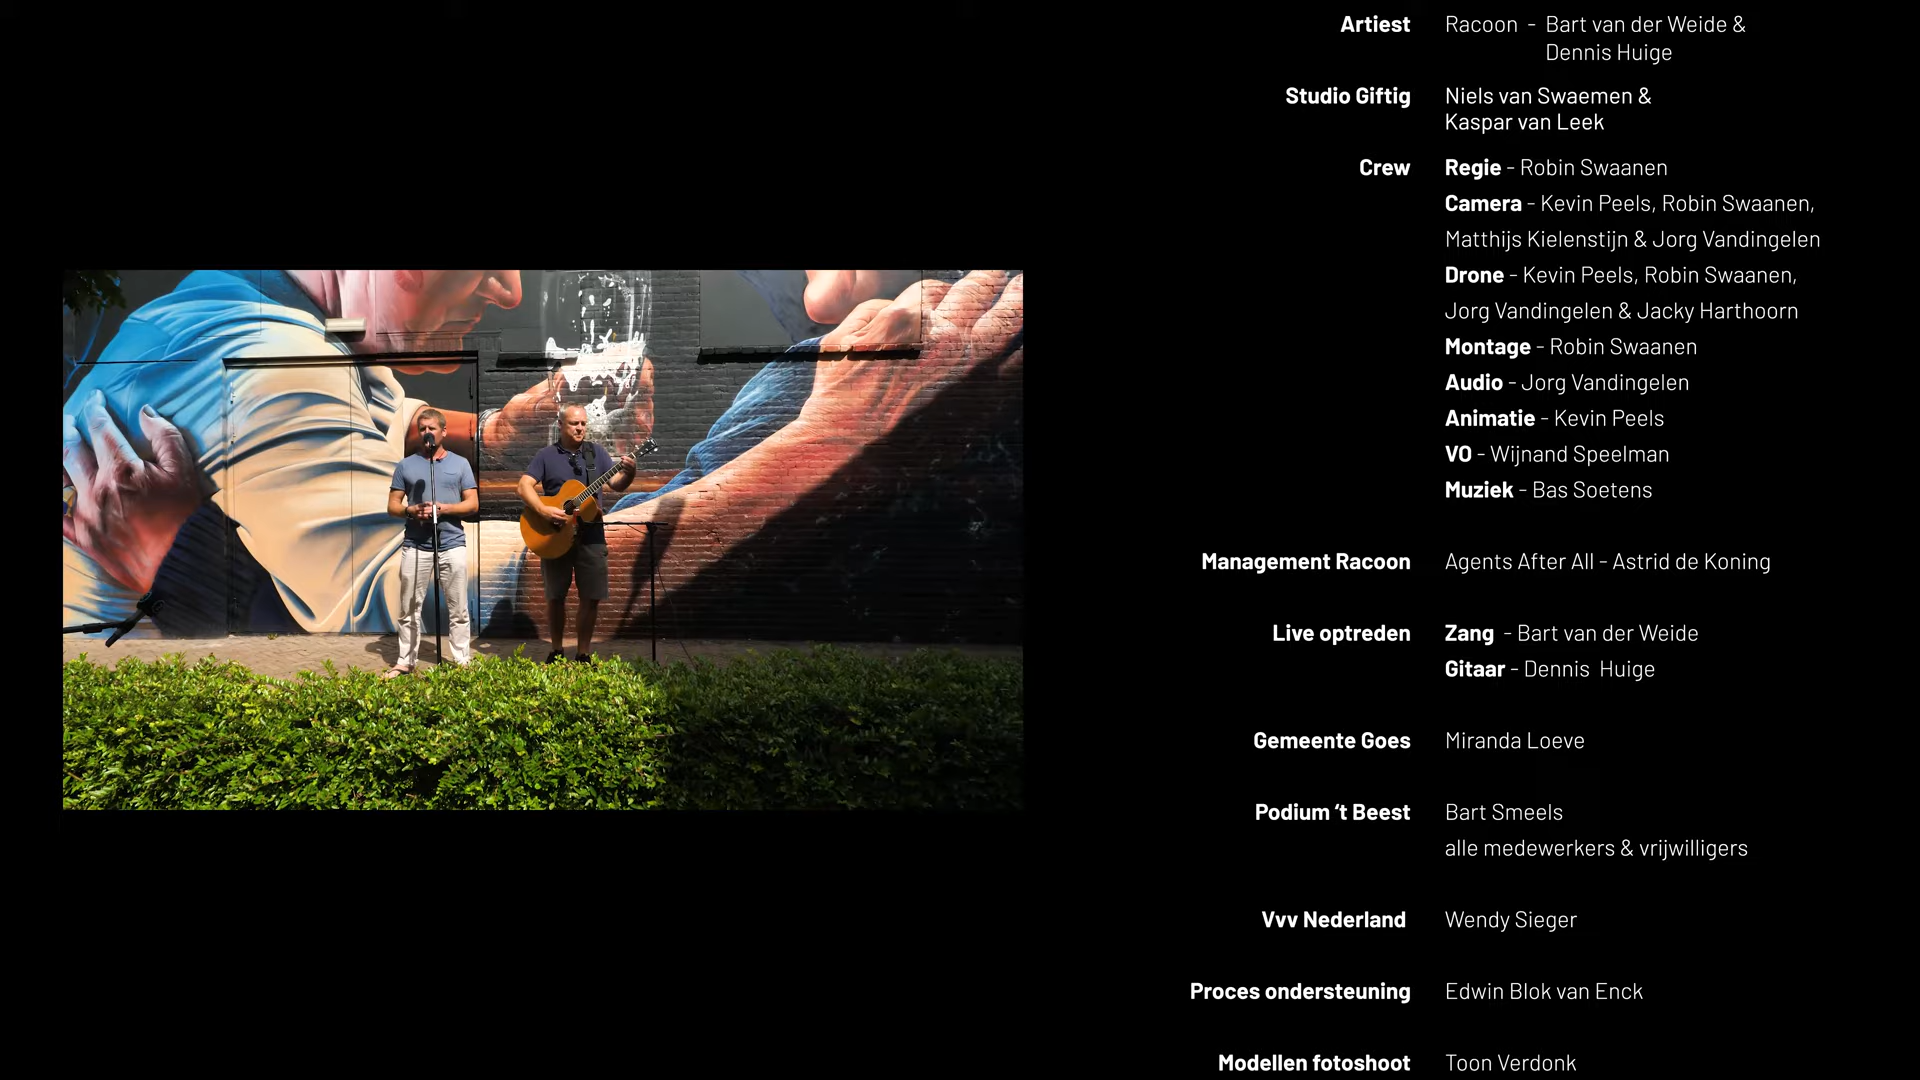 Artiest Racoon - Bart van der Weide &
Dennis Huige
Studio Giftig Niels van Swaemen &
Kaspar van Leek
Crew Regie - Robin Swaanen
Camera - Kevin Peels, Robin Swaanen,
Matthijs Kielenstijn & Jorg Vandingelen
Drone - Kevin Peels, Robin Swaanen,
Jorg Vandingelen & Jacky Harthoorn
Montage - Robin Swaanen
Audio - Jorg Vandingelen
Animatie - Kevin Peels
VO - Wijnand Speelman
Muziek - Bas Soetens
Management Racoon Agents After All - Astrid de Koning
Live optreden Zang - Bart van der Weide
Gitaar - Dennis Huige
Gemeente Goes Miranda Loeve
Podium ‘t Beest Bart Smeels
alle medewerkers & vrijwilligers
Vvv Nederland Wendy Sieger
Proces ondersteuning Edwin Blok van Enck
Modellen fotoshoot Toon Verdonk